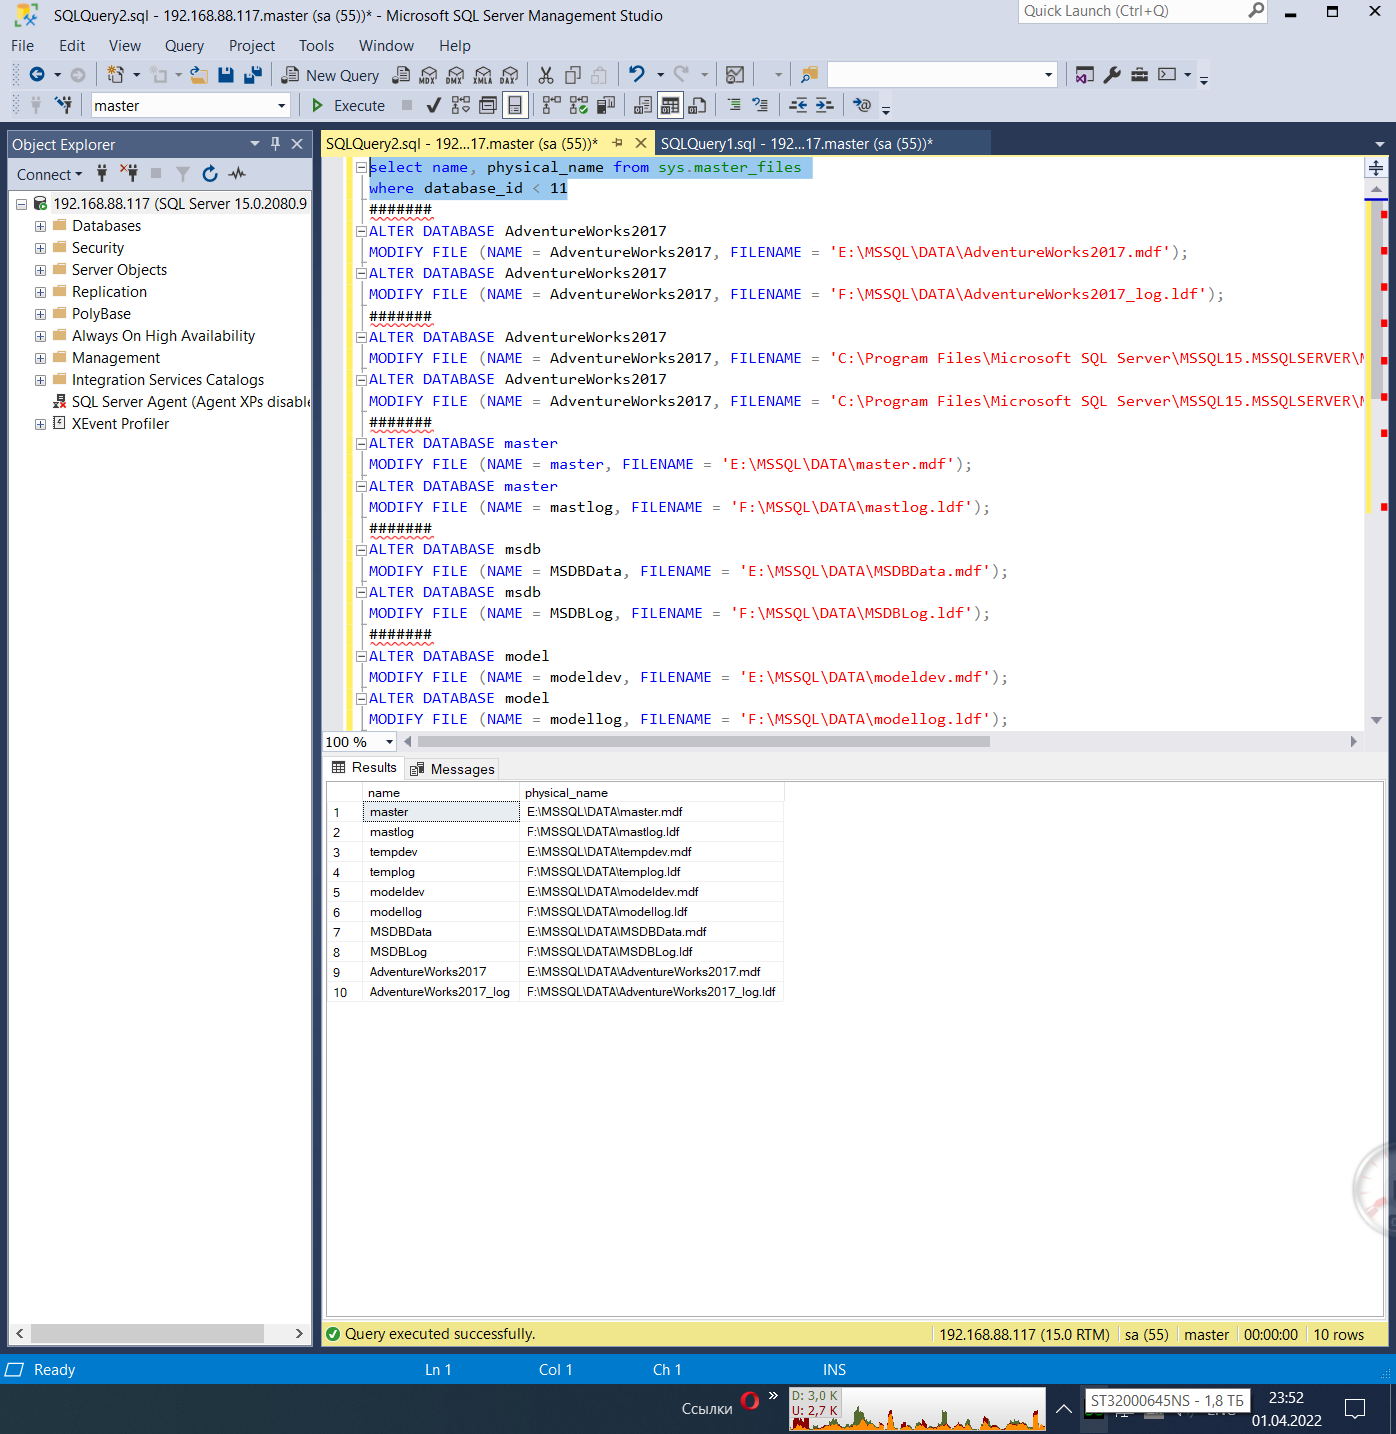 SQLQuery2.sql - 192.168.88.117.master (sa (55))* - Microsoft SQL Server Management Studio
Quick Launch (Ctrl+Q)
File Edit View Query Project Tools Window Help
New Query MDX DMX XMLA DAX
master Execute
Object Explorer
Connect
192.168.88.117 (SQL Server 15.0.2080.9
Databases
Security
Server Objects
Replication
PolyBase
Always On High Availability
Management
Integration Services Catalogs
SQL Server Agent (Agent XPs disable
XEvent Profiler
SQLQuery2.sql - 192...17.master (sa (55))* SQLQuery1.sql - 192...17.master (sa (55))*
select name, physical_name from sys.master_files
where database_id < 11
#######
ALTER DATABASE AdventureWorks2017
MODIFY FILE (NAME = AdventureWorks2017, FILENAME = 'E:\MSSQL\DATA\AdventureWorks2017.mdf');
ALTER DATABASE AdventureWorks2017
MODIFY FILE (NAME = AdventureWorks2017, FILENAME = 'F:\MSSQL\DATA\AdventureWorks2017_log.ldf');
#######
ALTER DATABASE AdventureWorks2017
MODIFY FILE (NAME = AdventureWorks2017, FILENAME = 'C:\Program Files\Microsoft SQL Server\MSSQL15.MSSQLSERVER\M
ALTER DATABASE AdventureWorks2017
MODIFY FILE (NAME = AdventureWorks2017, FILENAME = 'C:\Program Files\Microsoft SQL Server\MSSQL15.MSSQLSERVER\M
#######
ALTER DATABASE master
MODIFY FILE (NAME = master, FILENAME = 'E:\MSSQL\DATA\master.mdf');
ALTER DATABASE master
MODIFY FILE (NAME = mastlog, FILENAME = 'F:\MSSQL\DATA\mastlog.ldf');
#######
ALTER DATABASE msdb
MODIFY FILE (NAME = MSDBData, FILENAME = 'E:\MSSQL\DATA\MSDBData.mdf');
ALTER DATABASE msdb
MODIFY FILE (NAME = MSDBLog, FILENAME = 'F:\MSSQL\DATA\MSDBLog.ldf');
#######
ALTER DATABASE model
MODIFY FILE (NAME = modeldev, FILENAME = 'E:\MSSQL\DATA\modeldev.mdf');
ALTER DATABASE model
MODIFY FILE (NAME = modellog, FILENAME = 'F:\MSSQL\DATA\modellog.ldf');
100 %
Results Messages
name physical_name
1 master E:\MSSQL\DATA\master.mdf
2 mastlog F:\MSSQL\DATA\mastlog.ldf
3 tempdev E:\MSSQL\DATA\tempdev.mdf
4 templog F:\MSSQL\DATA\templog.ldf
5 modeldev E:\MSSQL\DATA\modeldev.mdf
6 modellog F:\MSSQL\DATA\modellog.ldf
7 MSDBData E:\MSSQL\DATA\MSDBData.mdf
8 MSDBLog F:\MSSQL\DATA\MSDBLog.ldf
9 AdventureWorks2017 E:\MSSQL\DATA\AdventureWorks2017.mdf
10 AdventureWorks2017_log F:\MSSQL\DATA\AdventureWorks2017_log.ldf
Query executed successfully. 192.168.88.117 (15.0 RTM) sa (55) master 00:00:00 10 rows
Ready Ln 1 Col 1 Ch 1 INS
Ссылки
D: 3,0 K
U: 2,7 K
ST32000645NS - 1,8 ТБ
23:52
01.04.2022